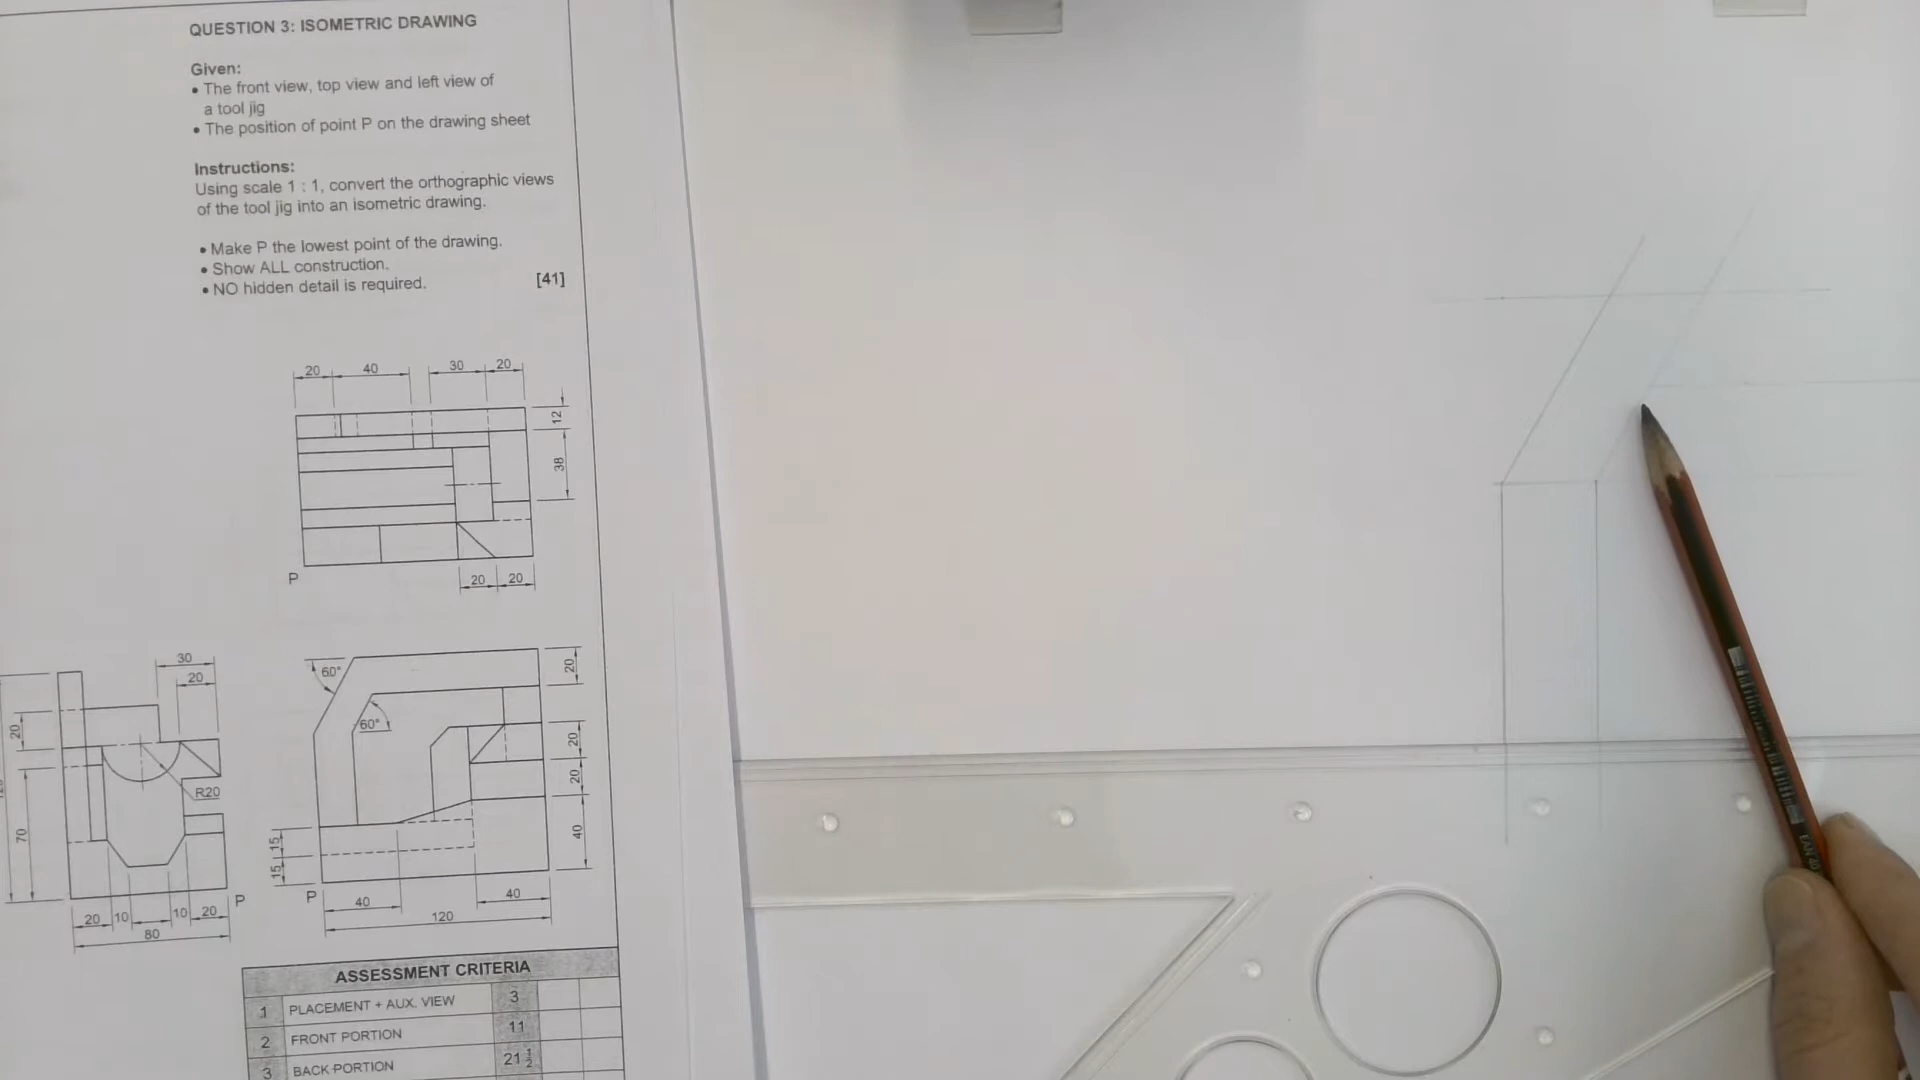 QUESTION 3: ISOMETRIC DRAWING
Given:
• The front view, top view and left view of
a tool jig
• The position of point P on the drawing sheet
Instructions:
Using scale 1 : 1, convert the orthographic views
of the tool jig into an isometric drawing.
• Make P the lowest point of the drawing.
• Show ALL construction.
• NO hidden detail is required.
[41]
20 40 30 20
12
38
P
20 20
30
20
20
R20
70
20 10 10 20
80
P
60°
60°
20
20
20
40
15
15
P
40 40
120
ASSESSMENT CRITERIA
1 PLACEMENT + AUX. VIEW 3
2 FRONT PORTION 11
3 BACK PORTION 21 ½